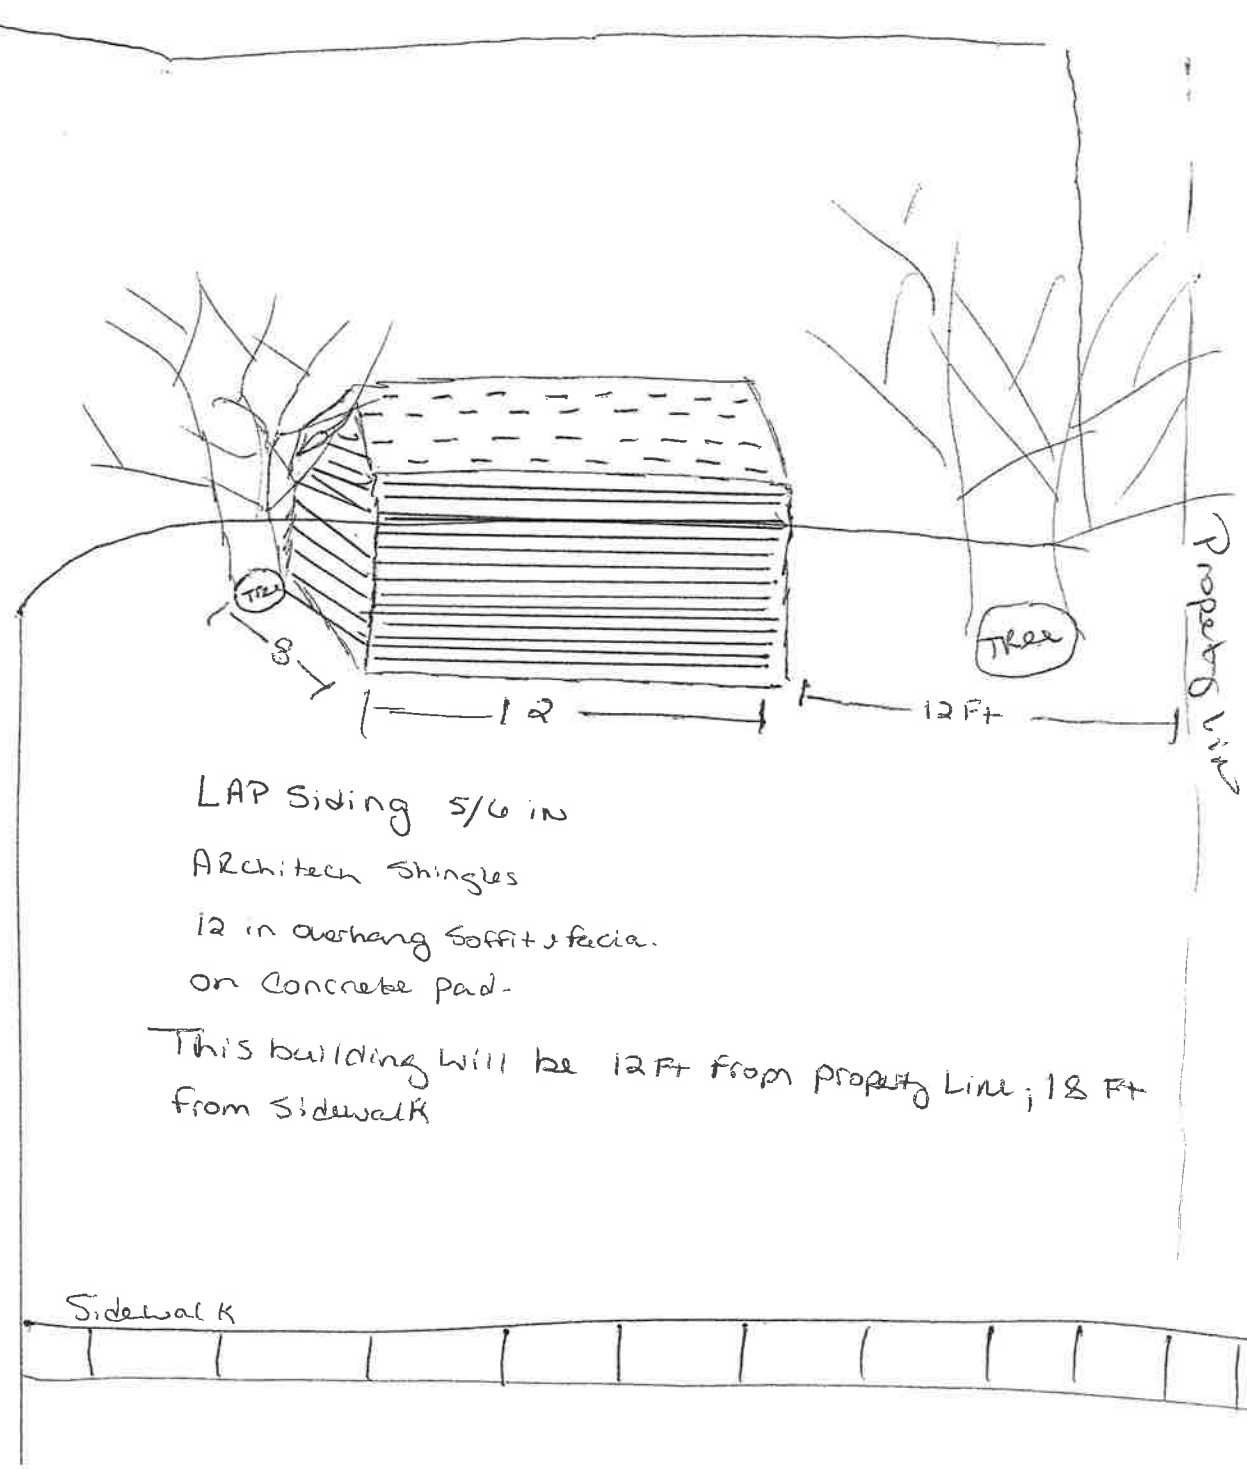 Tree
TRee
Property Line
8
12
12 Ft
LAP Siding 5/6 in
ARchitech Shingles
12 in overhang Soffit & facia.
on Concrete pad-
This building will be 12 Ft from property Line; 18 Ft
from Sidewalk
Sidewalk